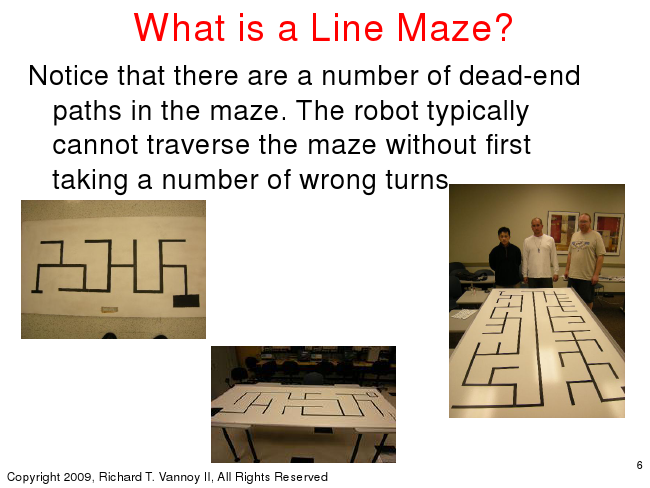 What is a Line Maze?
Notice that there are a number of dead-end
paths in the maze. The robot typically
cannot traverse the maze without first
taking a number of wrong turns
6
Copyright 2009, Richard T. Vannoy II, All Rights Reserved